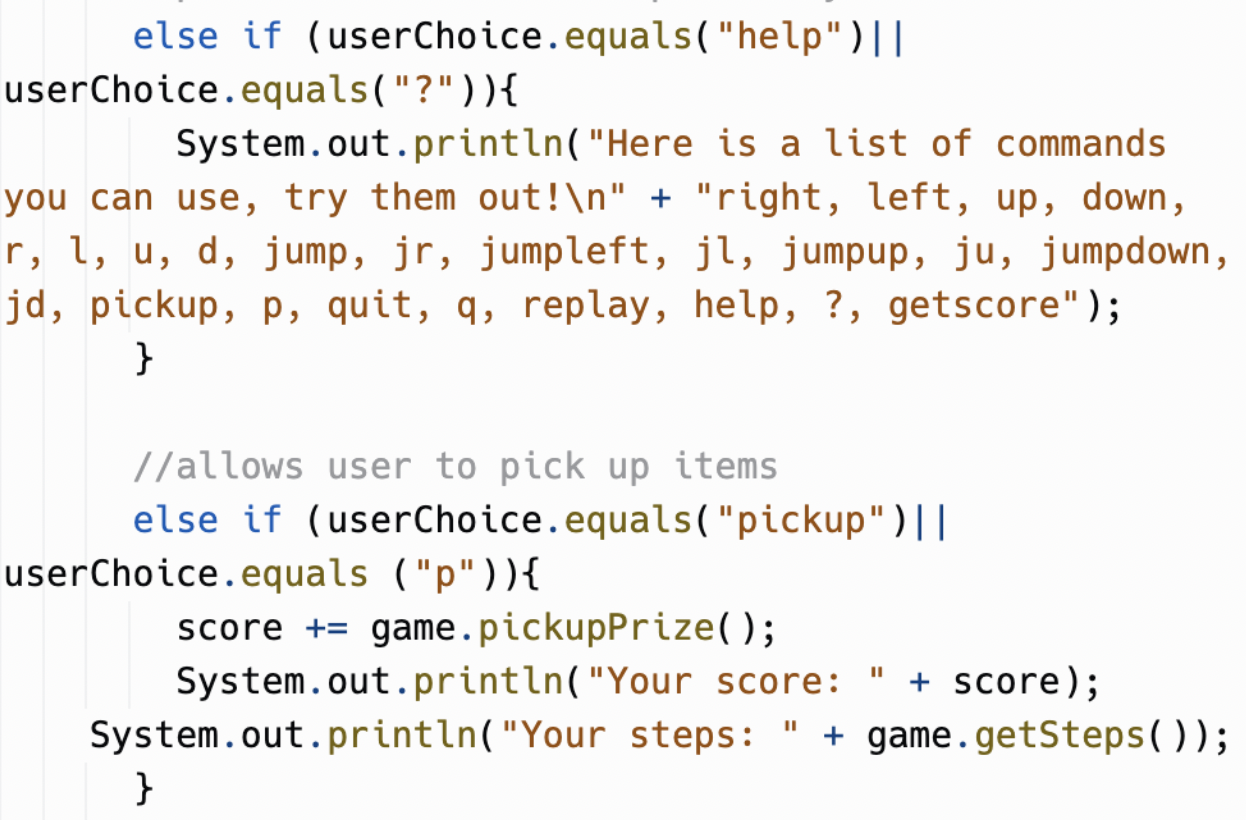 else if (userChoice.equals("help")||
userChoice.equals("?")){
System.out.println("Here is a list of commands
you can use, try them out!\n" + "right, left, up, down,
r, l, u, d, jump, jr, jumpleft, jl, jumpup, ju, jumpdown,
jd, pickup, p, quit, q, replay, help, ?, getscore");
}
//allows user to pick up items
else if (userChoice.equals("pickup")||
userChoice.equals ("p")){
score += game.pickupPrize();
System.out.println("Your score: " + score);
System.out.println("Your steps: " + game.getSteps());
}